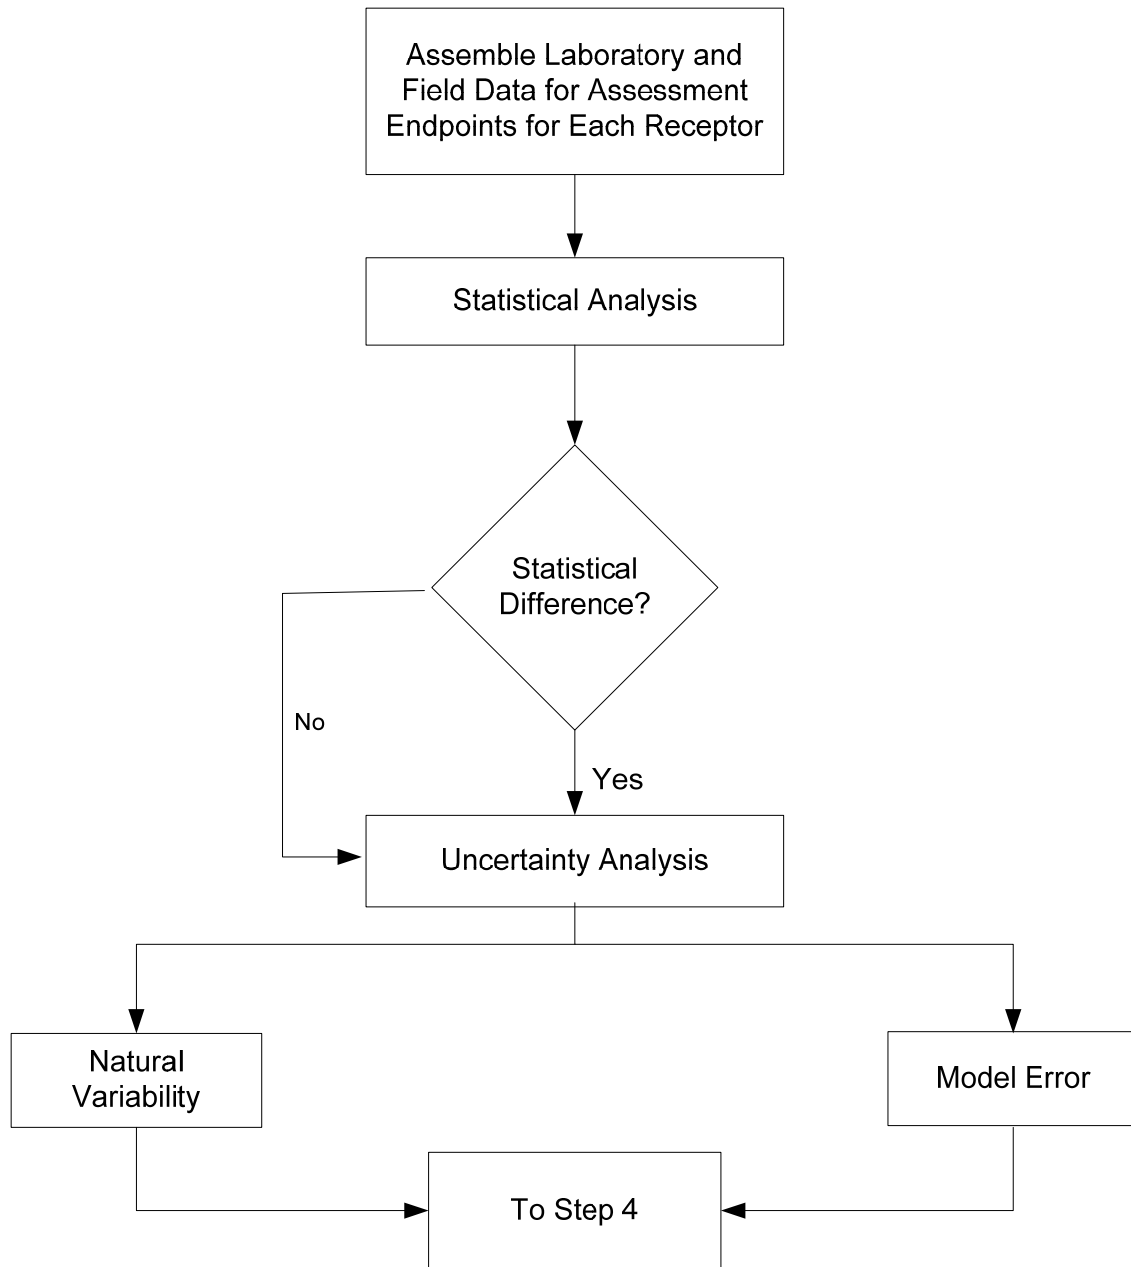 Assemble Laboratory and
Field Data for Assessment
Endpoints for Each Receptor
Statistical Analysis
Statistical
Difference?
No
Yes
Uncertainty Analysis
Natural
Variability
Model Error
To Step 4